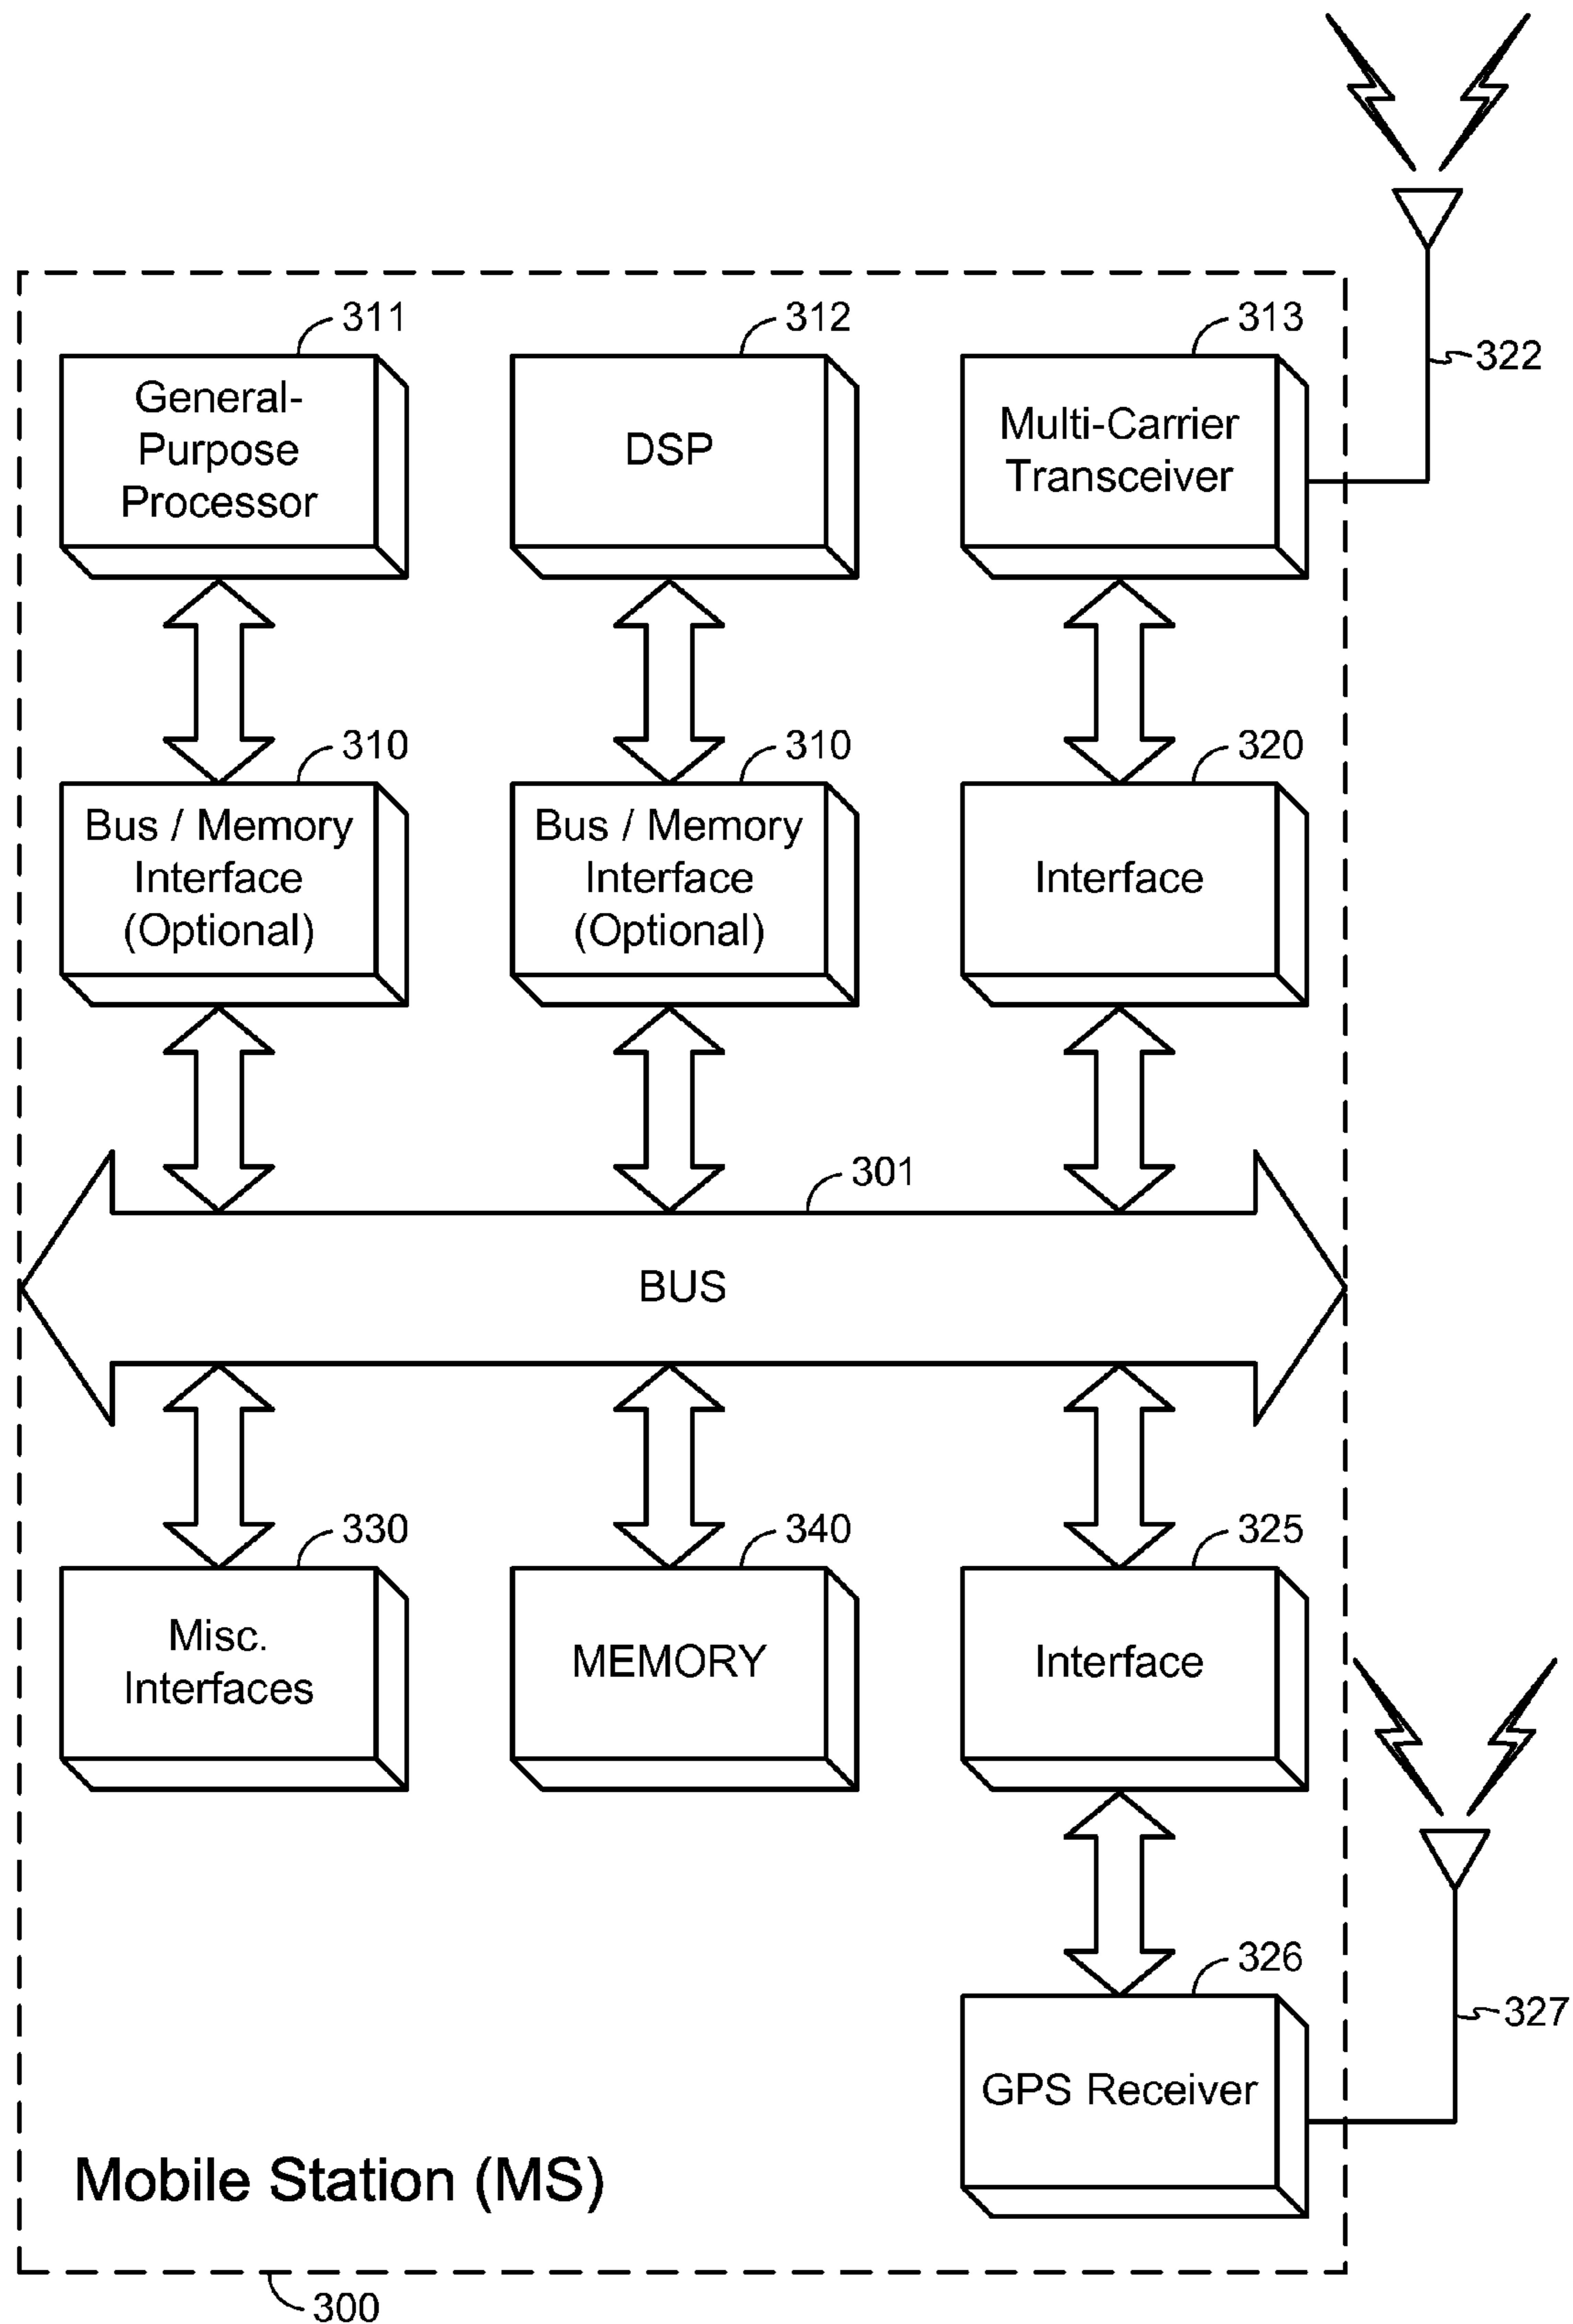 311
312
313
322
General-
Purpose
Processor
DSP
Multi-Carrier
Transceiver
310
310
320
Bus / Memory
Interface
(Optional)
Bus / Memory
Interface
(Optional)
Interface
301
BUS
330
340
325
Misc.
Interfaces
MEMORY
Interface
326
327
GPS Receiver
Mobile Station (MS)
300